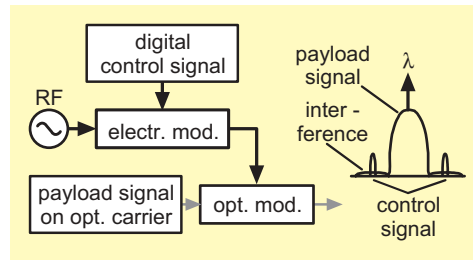 digital
control signal
RF
electr. mod.
payload signal
on opt. carrier
opt. mod.
payload
signal
λ
inter -
ference
control
signal